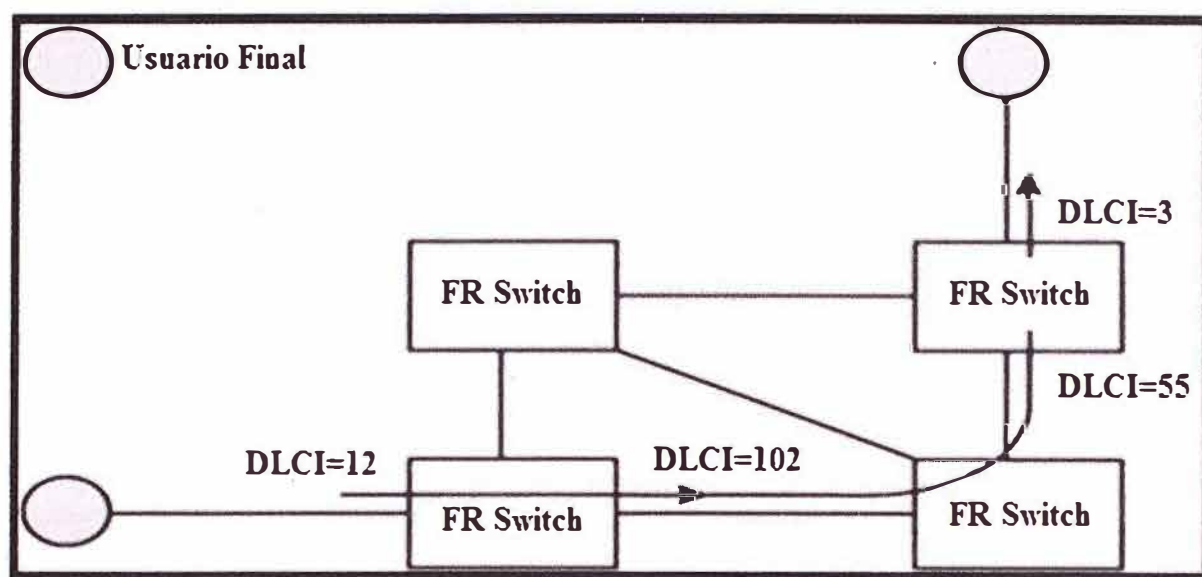 Usuario Final
DLCI=3
FR Switch
FR Switch
DLCI=55
DLCI=12
DLCI=102
FR Switch
FR Switch